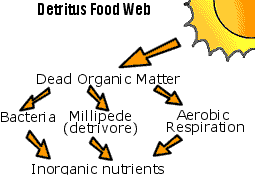 Detritus Food Web
Dead Organic Matter
Bacteria Millipede Aerobic
(detrivore) Respiration
Inorganic nutrients